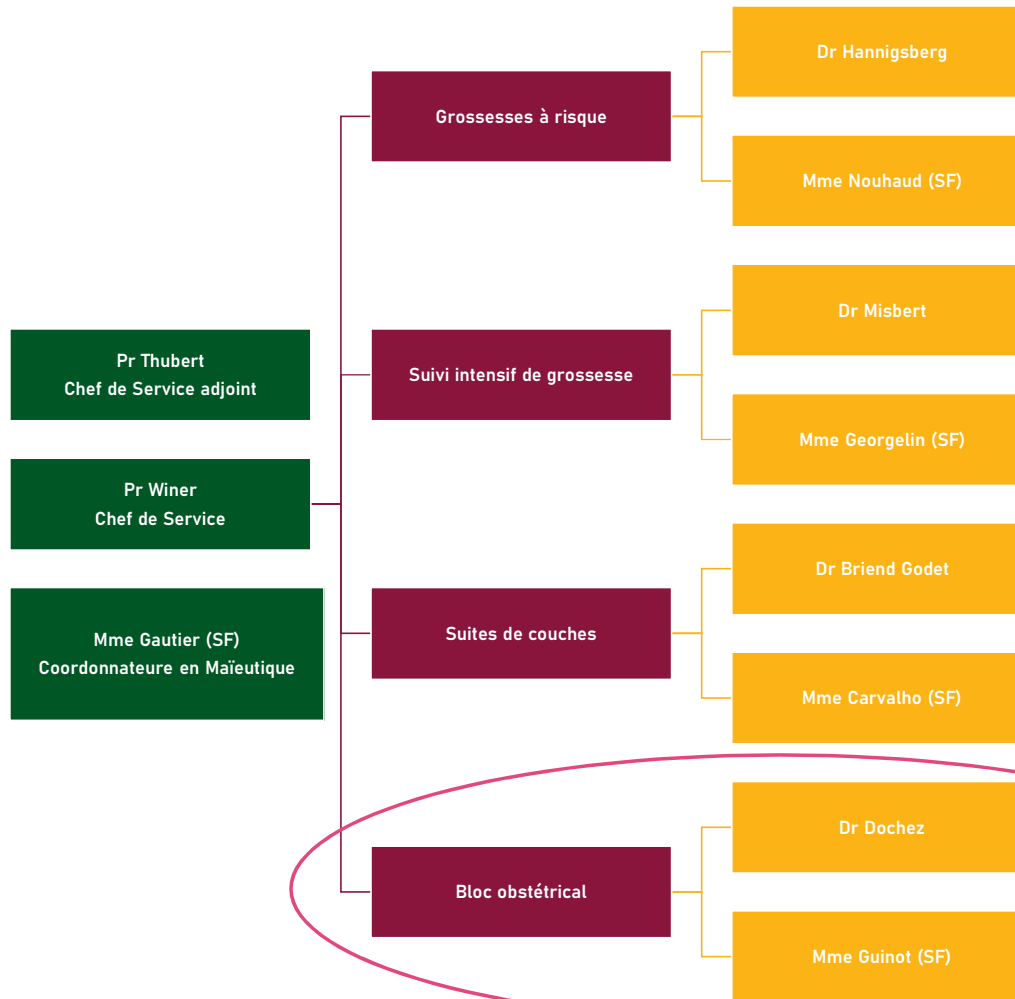 Pr Thubert
Chef de Service adjoint
Pr Winer
Chef de Service
Mme Gautier (SF)
Coordonnateure en Maïeutique
Grossesses à risque
Dr Hannigsberg
Mme Nouhaud (SF)
Suivi intensif de grossesse
Dr Misbert
Mme Georgelin (SF)
Suites de couches
Dr Briend Godet
Mme Carvalho (SF)
Bloc obstétrical
Dr Dochez
Mme Guinot (SF)